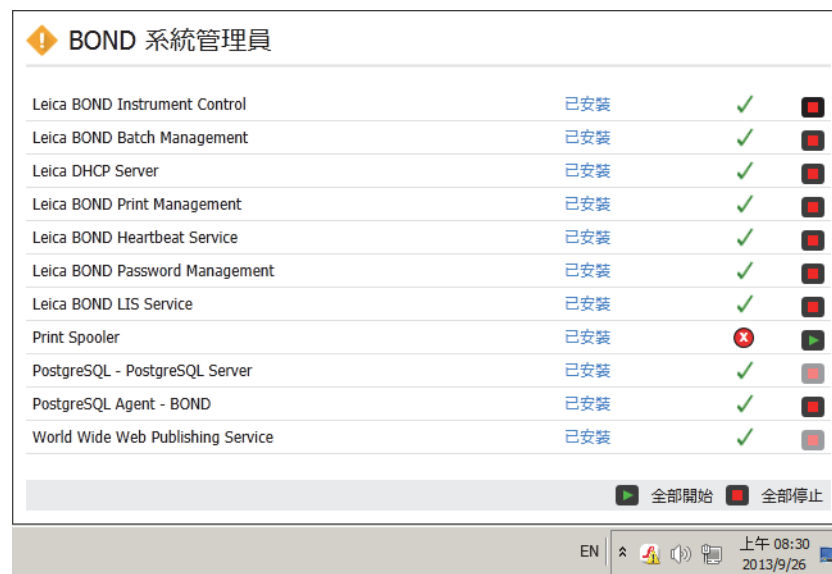 BOND 系統管理員
Leica BOND Instrument Control 已安裝
Leica BOND Batch Management 已安裝
Leica DHCP Server 已安裝
Leica BOND Print Management 已安裝
Leica BOND Heartbeat Service 已安裝
Leica BOND Password Management 已安裝
Leica BOND LIS Service 已安裝
Print Spooler 已安裝
PostgreSQL - PostgreSQL Server 已安裝
PostgreSQL Agent - BOND 已安裝
World Wide Web Publishing Service 已安裝
全部開始 全部停止
EN 上午 08:30
2013/9/26